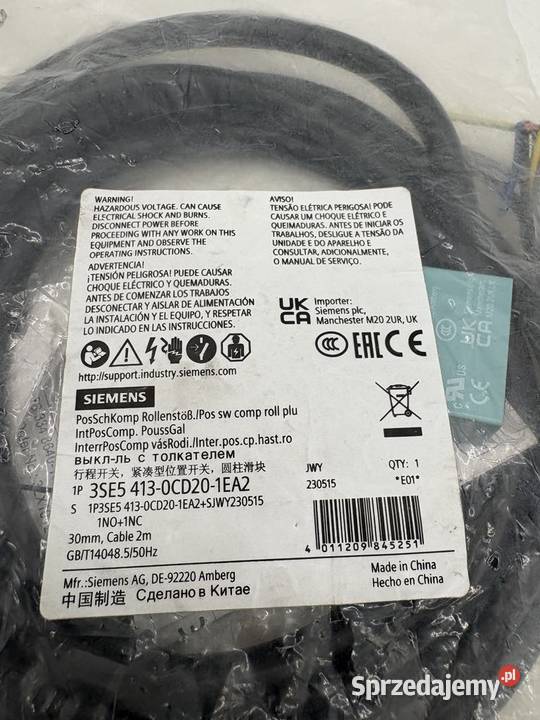 WARNING!
HAZARDOUS VOLTAGE. CAN CAUSE
ELECTRICAL SHOCK AND BURNS.
DISCONNECT POWER BEFORE
PROCEEDING WITH ANY WORK ON THIS
EQUIPMENT AND OBSERVE THE
OPERATING INSTRUCTIONS.
ADVERTENCIA!
¡TENSIÓN PELIGROSA! PUEDE CAUSAR
CHOQUE ELÉCTRICO Y QUEMADURAS.
ANTES DE COMENZAR LOS TRABAJOS
DESCONECTAR Y AISLAR DE ALIMENTACIÓN
LA INSTALACIÓN Y EL EQUIPO, Y RESPETAR
LO INDICADO EN LAS INSTRUCCIONES.
AVISO!
TENSÃO ELÉTRICA PERIGOSA! PODE
CAUSAR UM CHOQUE ELÉTRICO E
QUEIMADURAS. ANTES DE INICIAR OS
TRABALHOS, DESLIGUE A TENSÃO DA
UNIDADE E DO APARELHO E
CONSULTAR, ADICIONALMENTE,
O MANUAL DE SERVIÇO.
UK
CA
Importer:
Siemens plc,
Manchester M20 2UR, UK
CCC EAC CE
http://support.industry.siemens.com
SIEMENS
PosSchKomp Rollenstöß./Pos sw comp roll plu
IntPosComp. PoussGal
InterrPosComp vásRodi./Inter.pos.cp.hast.ro
выкл-ль с толкателем
行程开关，紧凑型位置开关，圆柱滑块
1P 3SE5 413-0CD20-1EA2
S 1P3SE5 413-0CD20-1EA2+SJWY230515
1NO+1NC
30mm, Cable 2m
GB/T14048.5/50Hz
JWY
230515
QTY: 1
*E01*
4 011209 845251
Mfr.:Siemens AG, DE-92220 Amberg
中国制造 Сделано в Китае
Made in China
Hecho en China
UK
CA
CCC
US
CE
Sprzedajemy.pl